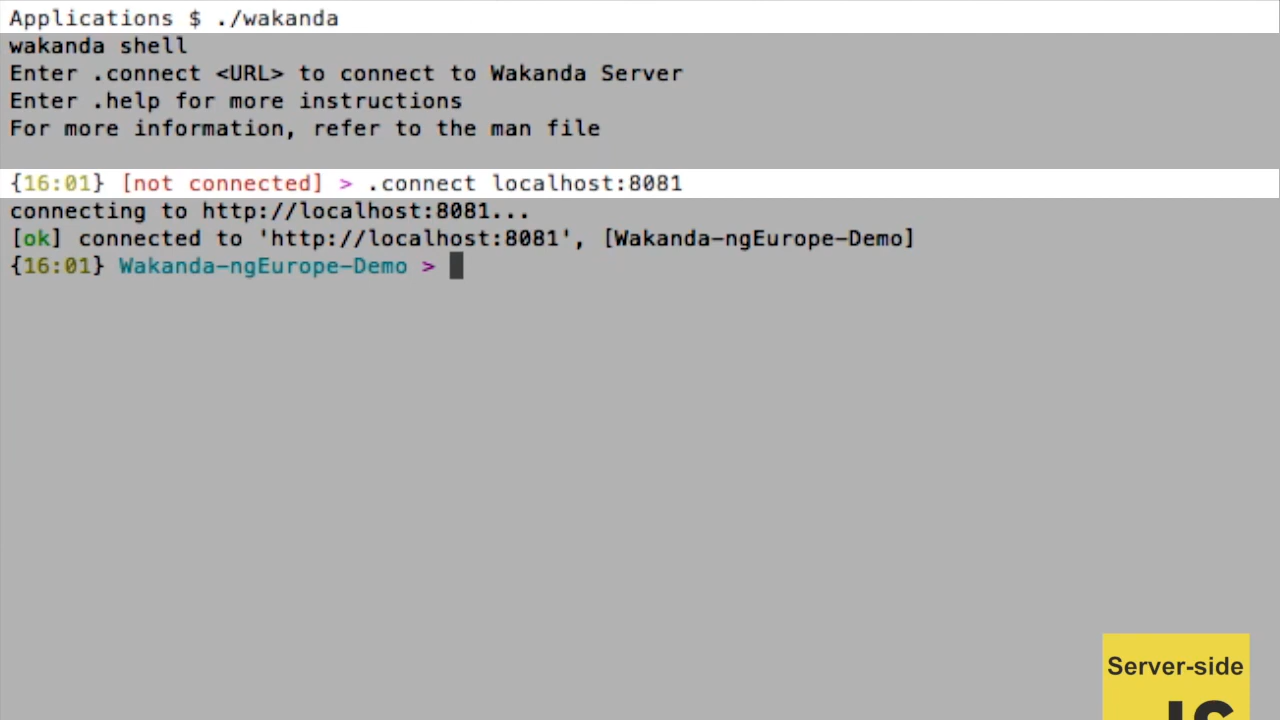 Applications $ ./wakanda
wakanda shell
Enter .connect <URL> to connect to Wakanda Server
Enter .help for more instructions
For more information, refer to the man file
{16:01} [not connected] > .connect localhost:8081
connecting to http://localhost:8081...
[ok] connected to 'http://localhost:8081', [Wakanda-ngEurope-Demo]
{16:01} Wakanda-ngEurope-Demo >
Server-side
JS